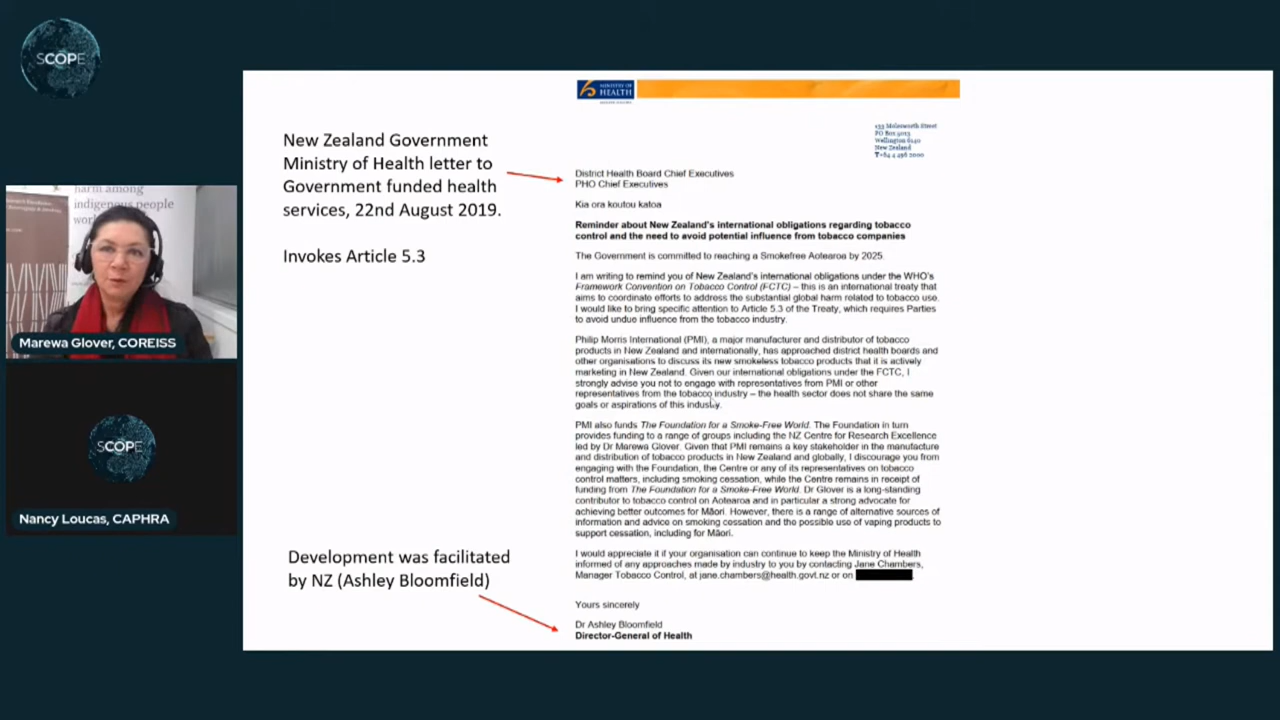 SCOPE
MINISTRY OF
HEALTH
133 Molesworth Street
PO Box 5013
Wellington 6140
New Zealand
T+64 4 496 2000
New Zealand Government
Ministry of Health letter to
Government funded health
services, 22nd August 2019.
Invokes Article 5.3
District Health Board Chief Executives
PHO Chief Executives
Kia ora koutou katoa
Reminder about New Zealand's international obligations regarding tobacco
control and the need to avoid potential influence from tobacco companies
The Government is committed to reaching a Smokefree Aotearoa by 2025.
I am writing to remind you of New Zealand's international obligations under the WHO's
Framework Convention on Tobacco Control (FCTC) – this is an international treaty that
aims to coordinate efforts to address the substantial global harm related to tobacco use.
I would like to bring specific attention to Article 5.3 of the Treaty, which requires Parties
to avoid undue influence from the tobacco industry.
Philip Morris International (PMI), a major manufacturer and distributor of tobacco
products in New Zealand and internationally, has approached district health boards and
other organisations to discuss its new smokeless tobacco products that it is actively
marketing in New Zealand. Given our international obligations under the FCTC, I
strongly advise you not to engage with representatives from PMI or other
representatives from the tobacco industry – the health sector does not share the same
goals or aspirations of this industry.
PMI also funds The Foundation for a Smoke-Free World. The Foundation in turn
provides funding to a range of groups including the NZ Centre for Research Excellence
led by Dr Marewa Glover. Given that PMI remains a key stakeholder in the manufacture
and distribution of tobacco products in New Zealand and globally, I discourage you from
engaging with the Foundation, the Centre or any of its representatives on tobacco
control matters, including smoking cessation, while the Centre remains in receipt of
funding from The Foundation for a Smoke-Free World. Dr Glover is a long-standing
contributor to tobacco control on Aotearoa and in particular a strong advocate for
achieving better outcomes for Māori. However, there is a range of alternative sources of
information and advice on smoking cessation and the possible use of vaping products to
support cessation, including for Māori.
I would appreciate it if your organisation can continue to keep the Ministry of Health
informed of any approaches made by industry to you by contacting Jane Chambers,
Manager Tobacco Control, at jane.chambers@health.govt.nz or on
Yours sincerely
Dr Ashley Bloomfield
Director-General of Health
Development was facilitated
by NZ (Ashley Bloomfield)
harm among
indigenous people
Marewa Glover, COREISS
SCOPE
Nancy Loucas, CAPHRA